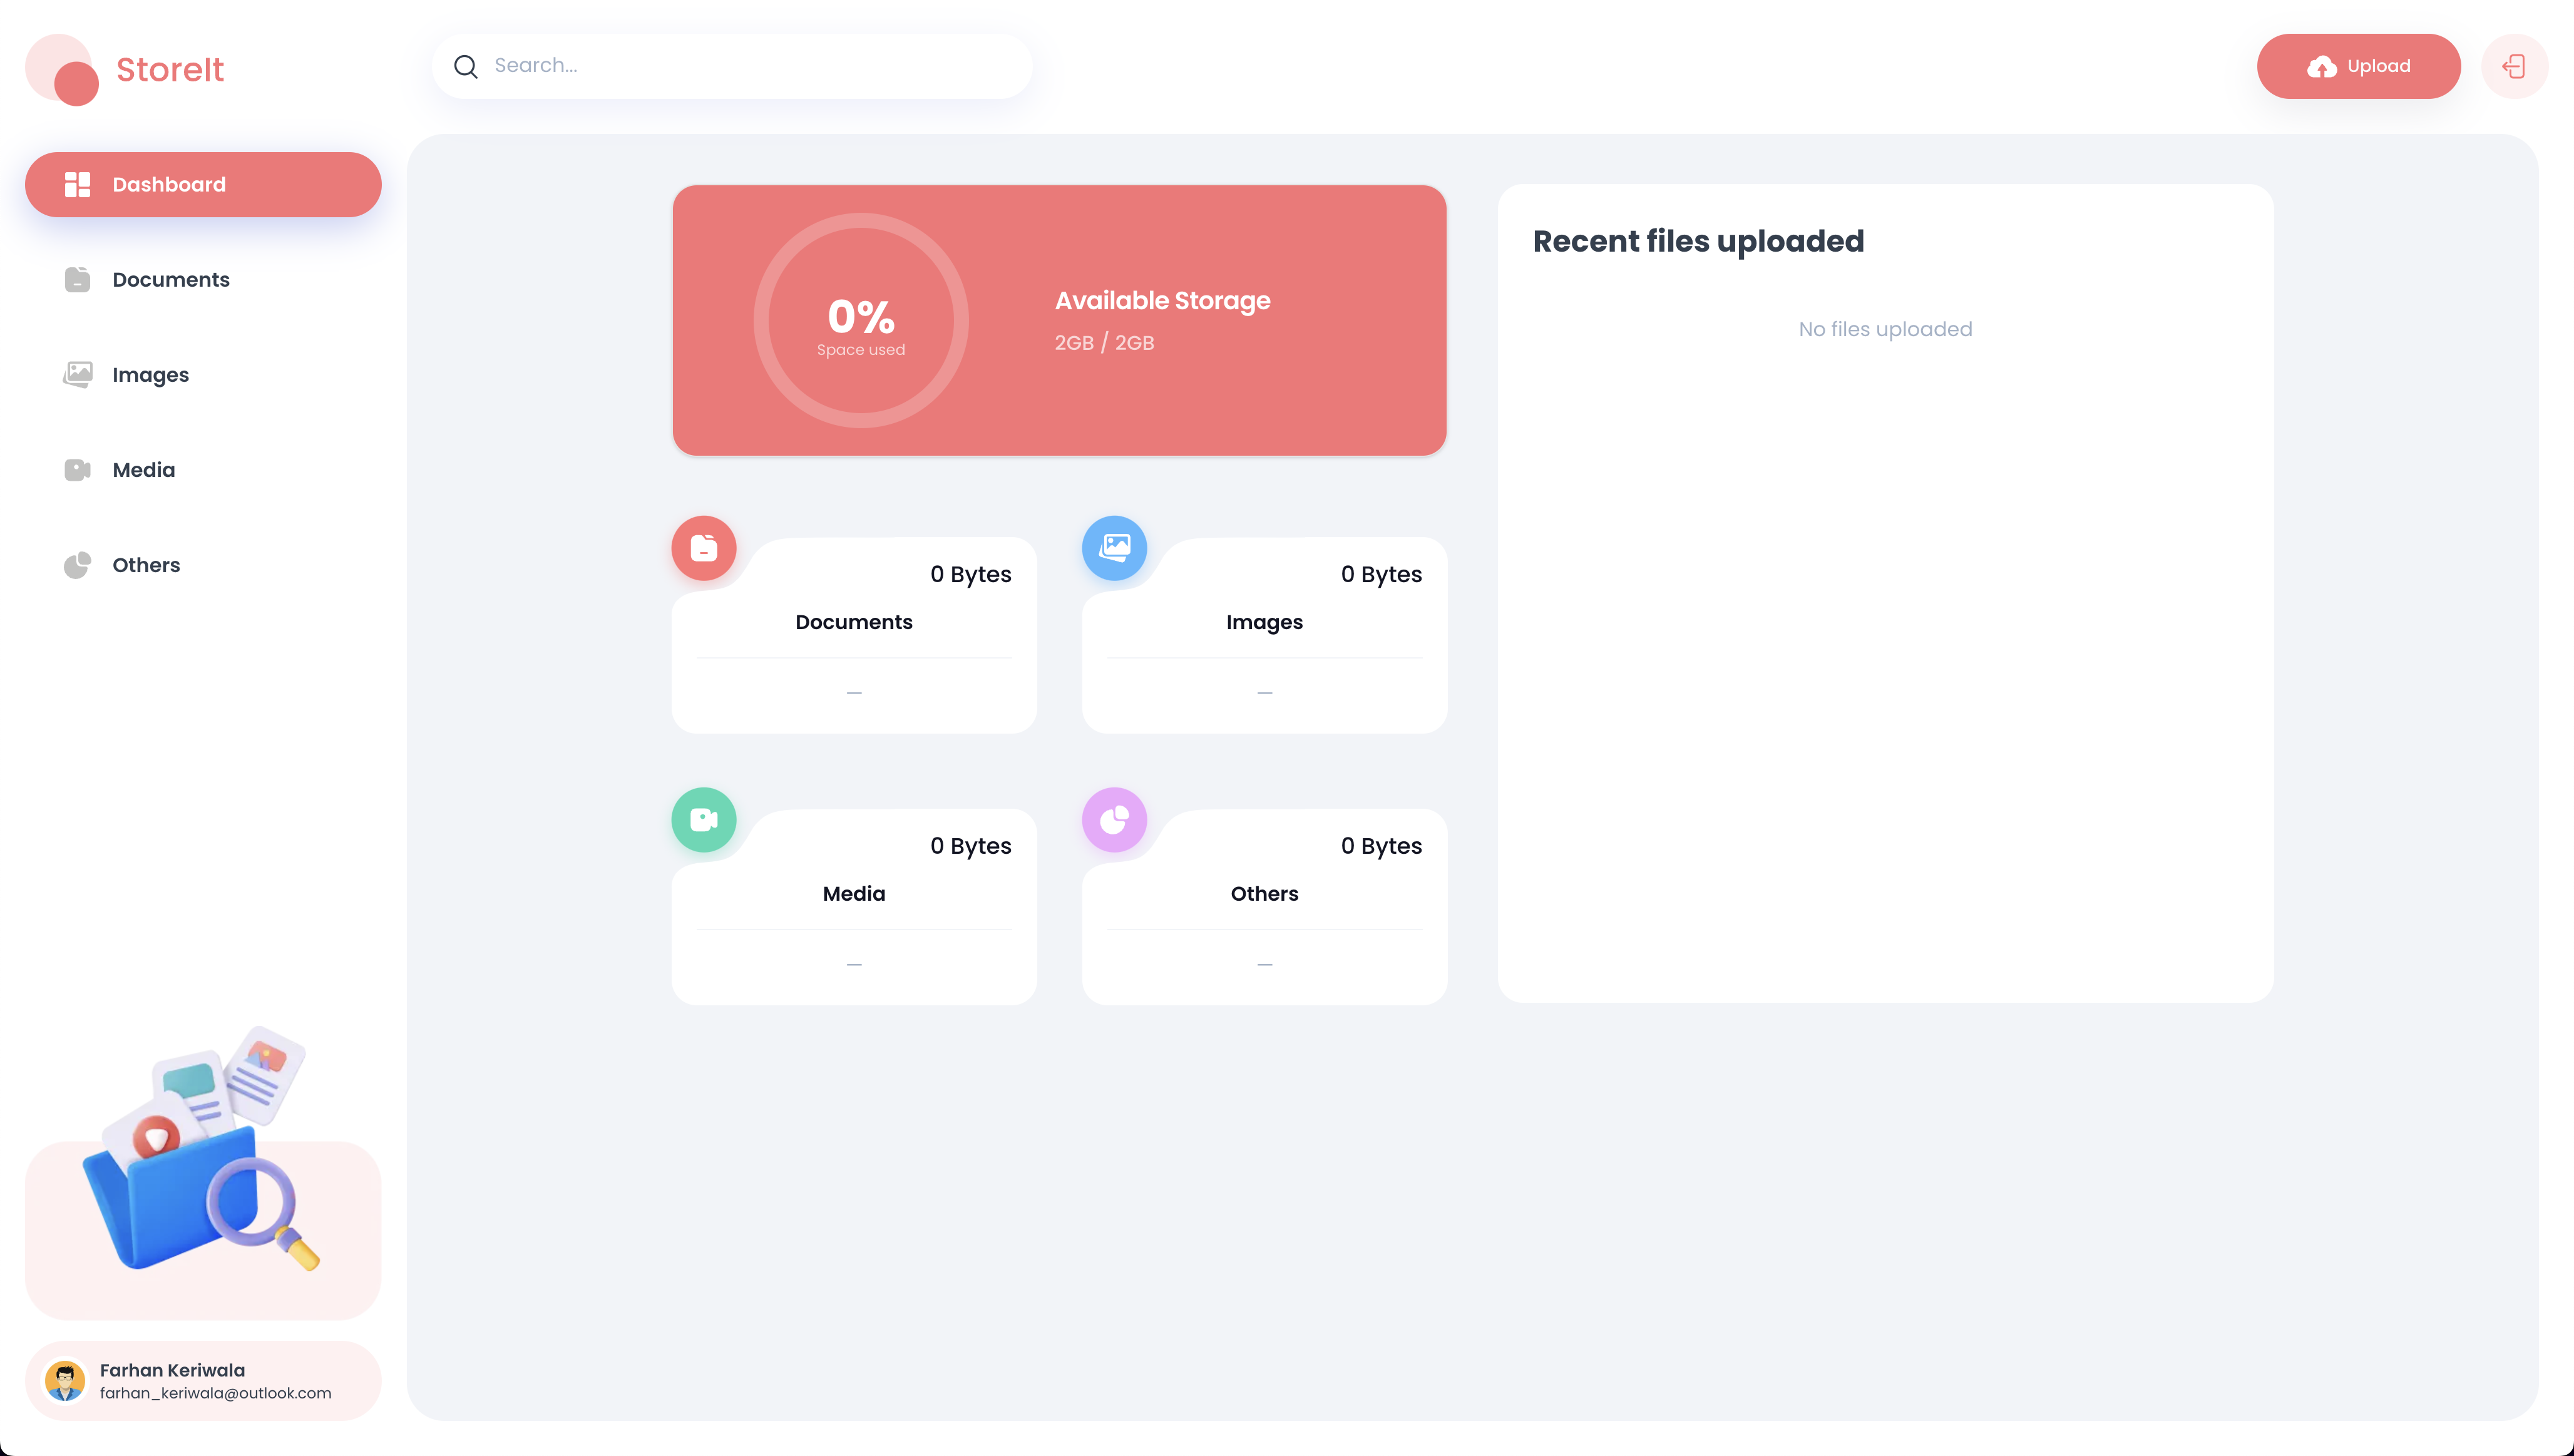 StoreIt
Search...
Upload
Dashboard
Documents
Images
Media
Others
0%
Space used
Available Storage
2GB / 2GB
Recent files uploaded
No files uploaded
0 Bytes
Documents
—
0 Bytes
Images
—
0 Bytes
Media
—
0 Bytes
Others
—
Farhan Keriwala
farhan_keriwala@outlook.com